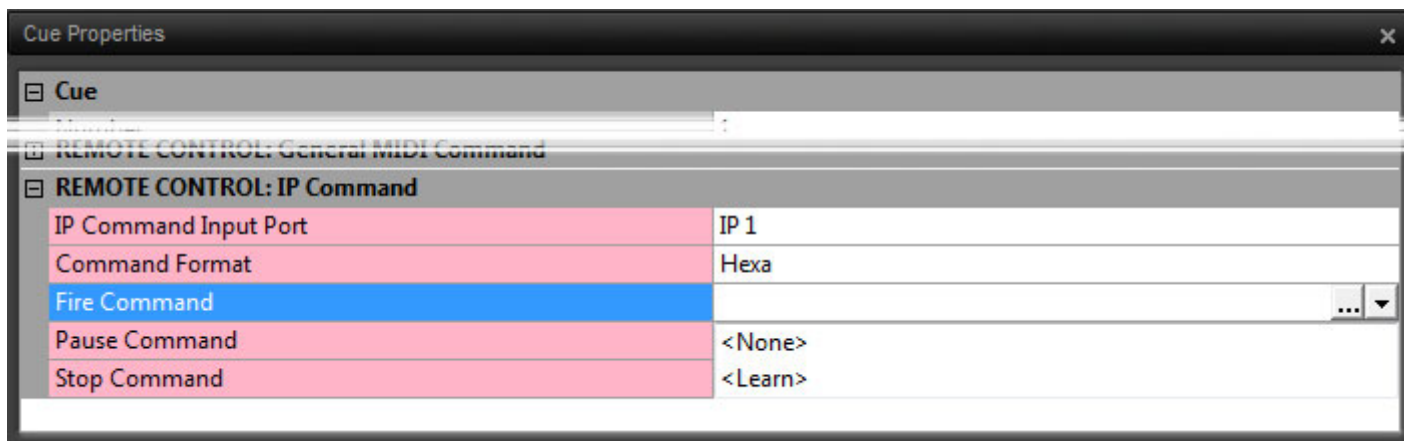 Cue Properties
Cue
REMOTE CONTROL: General MIDI Command
REMOTE CONTROL: IP Command
IP Command Input Port IP 1
Command Format Hexa
Fire Command ...
Pause Command <None>
Stop Command <Learn>